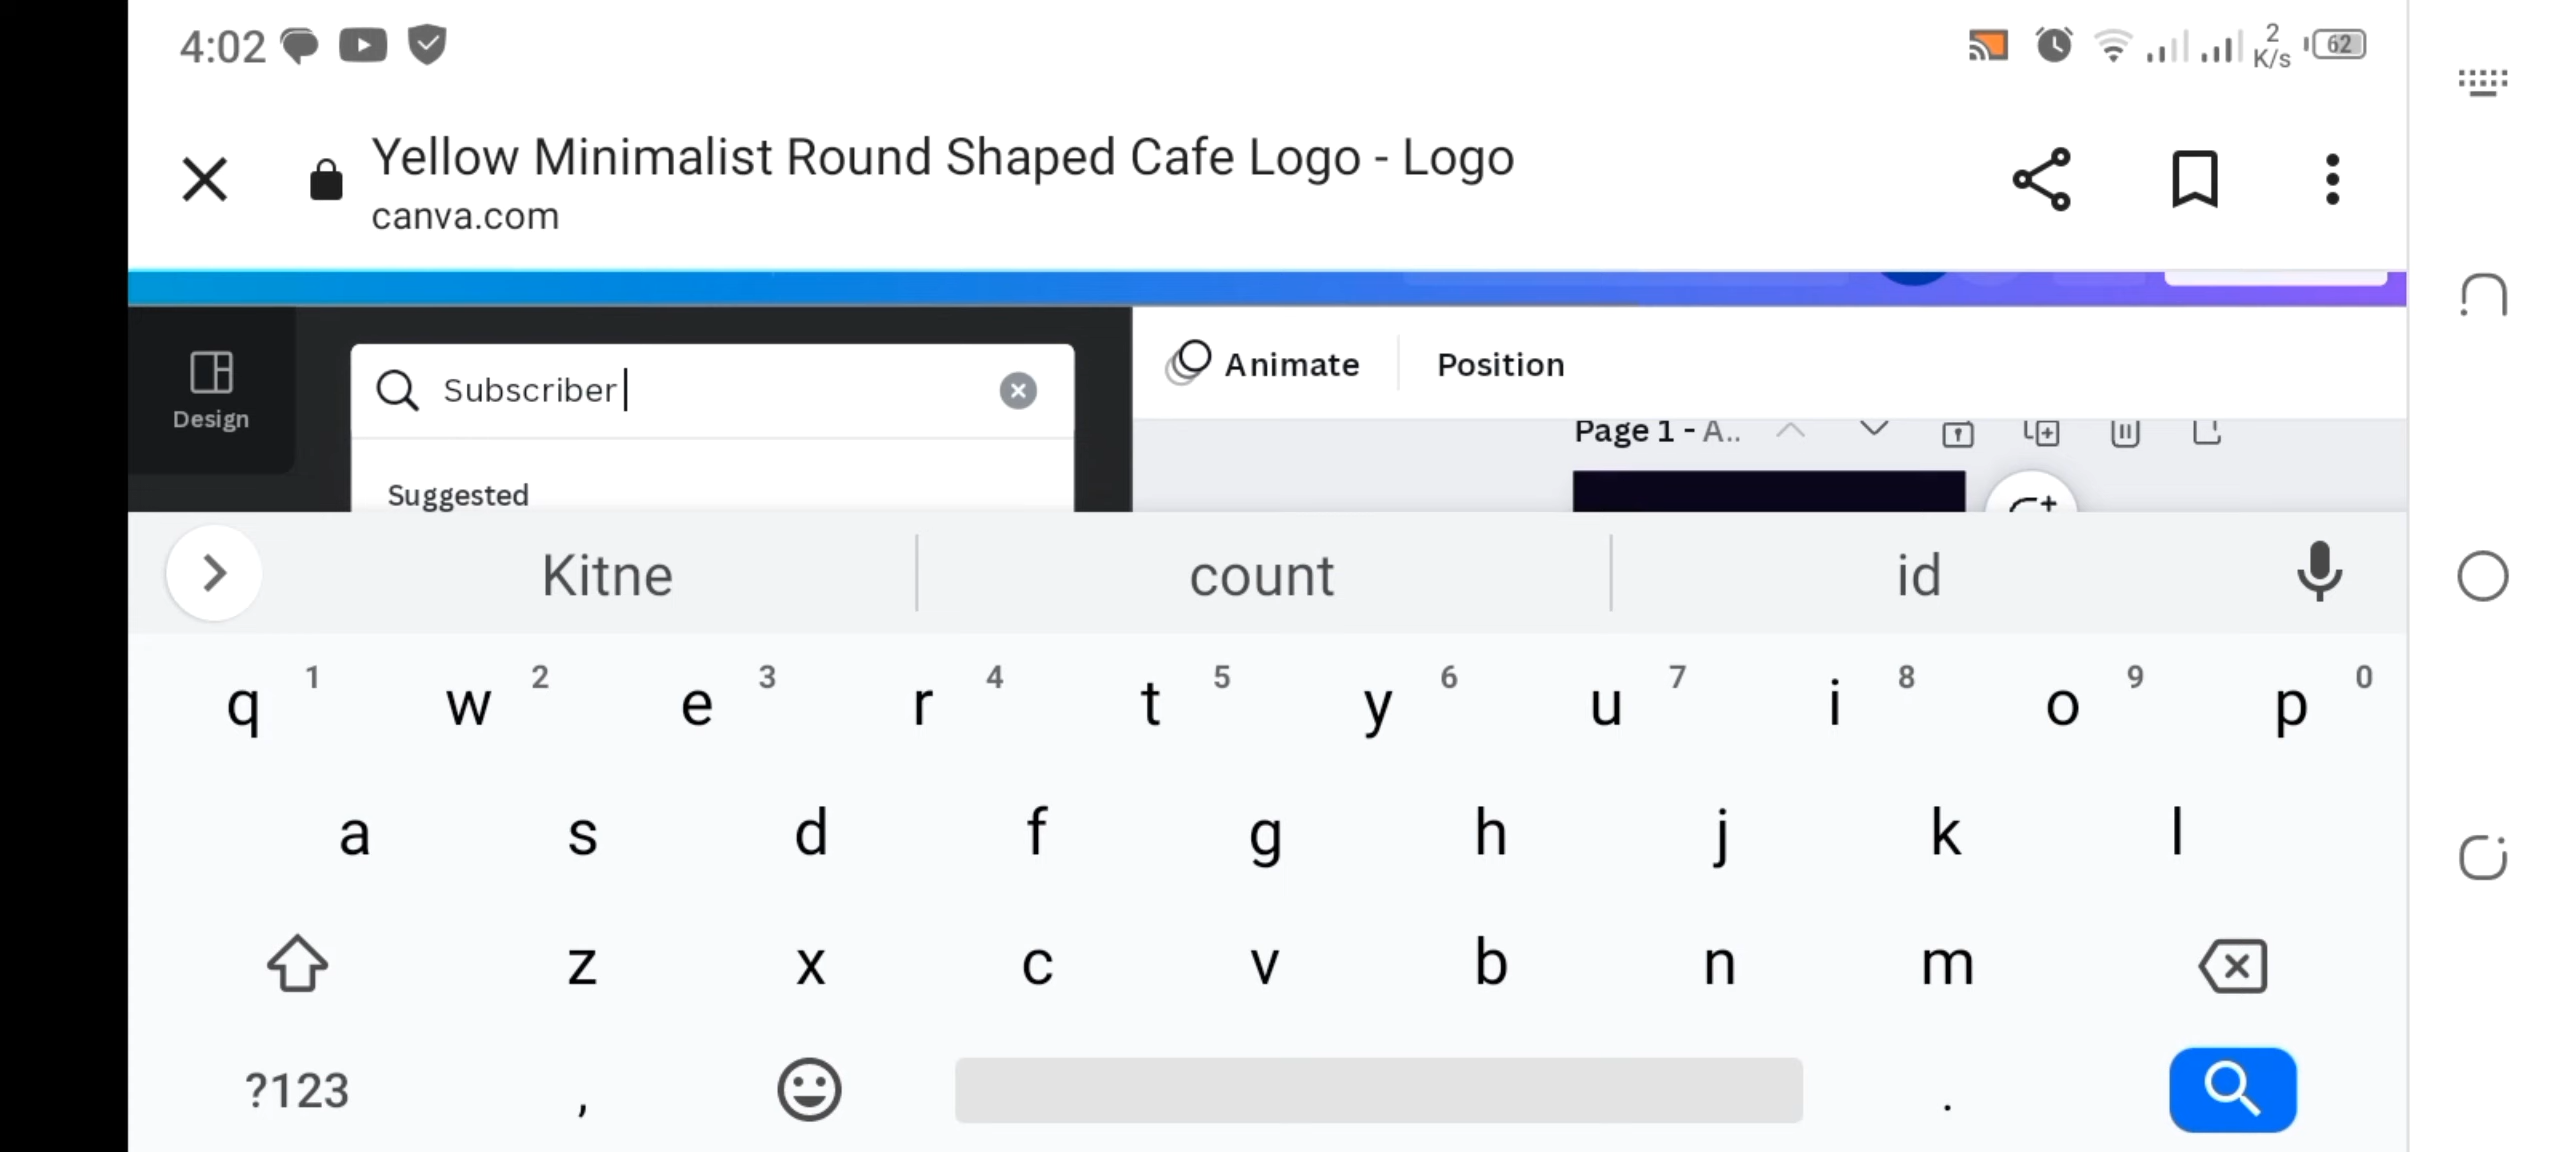 4:02
2
K/s
62
Yellow Minimalist Round Shaped Cafe Logo - Logo
canva.com
Design
Subscriber
Suggested
Animate
Position
Page 1 - A..
Kitne
count
id
q 1 w 2 e 3 r 4 t 5 y 6 u 7 i 8 o 9 p 0
a s d f g h j k l
z x c v b n m
?123 , .